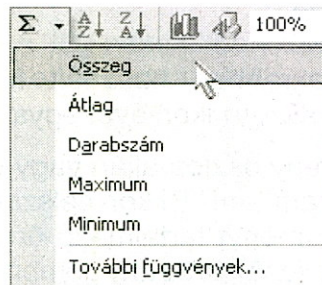 Σ A Z Z A 100%
Összeg
Átlag
Darabszám
Maximum
Minimum
További függvények...